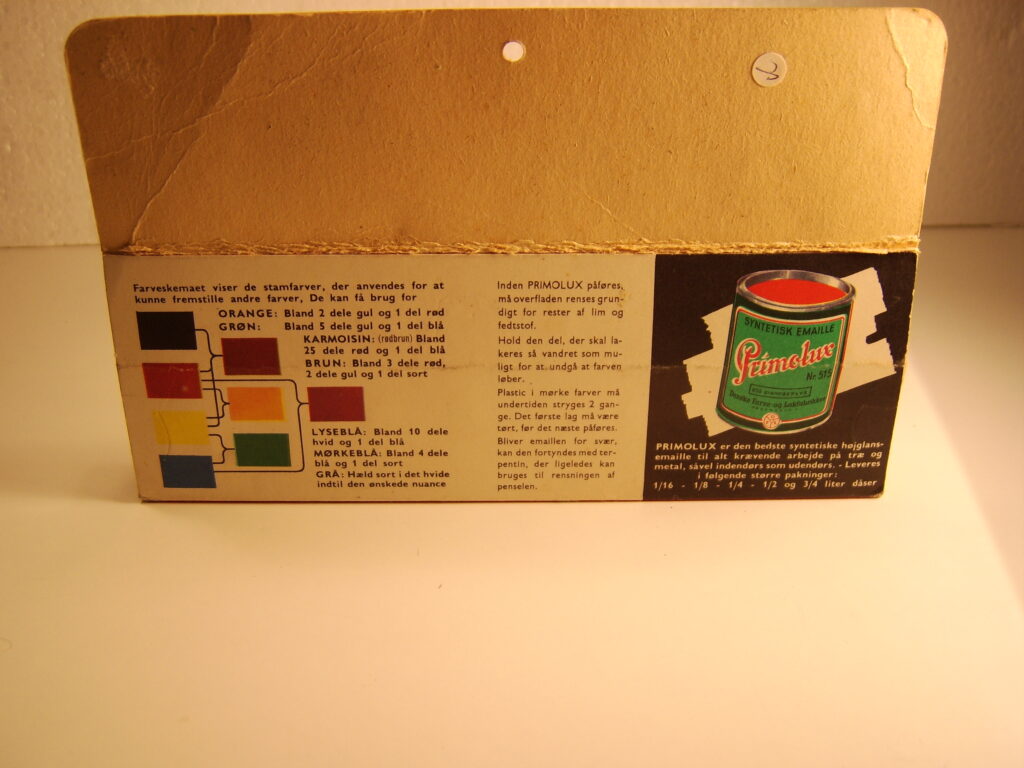 Farveskemaet viser de stamfarver, der anvendes for at
kunne fremstille andre farver, De kan få brug for
ORANGE: Bland 2 dele gul og 1 del rød
GRØN: Bland 5 dele gul og 1 del blå
KARMOISIN: (rødbrun) Bland
25 dele rød og 1 del blå
BRUN: Bland 3 dele rød,
2 dele gul og 1 del sort
LYSEBLÅ: Bland 10 dele
hvid og 1 del blå
MØRKEBLÅ: Bland 4 dele
blå og 1 del sort
GRÅ: Hæld sort i det hvide
indtil den ønskede nuance
Inden PRIMOLUX påføres,
må overfladen renses grun-
digt for rester af lim og
fedtstof.
Hold den del, der skal la-
keres så vandret som mu-
ligt for at undgå at farven
løber.
Plastic i mørke farver må
undertiden stryges 2 gan-
ge. Det første lag må være
tørt, før det næste påføres.
Bliver emaillen for svær,
kan den fortyndes med ter-
pentin, der ligeledes kan
bruges til rensningen af
penselen.
SYNTETISK EMAILLE
Primolux
Nr. 515
Danske Farve- og Lakfabrikker
PRIMOLUX er den bedste syntetiske højglans-
emaille til alt krævende arbejde på træ og
metal, såvel indendørs som udendørs. - Leveres
i følgende større pakninger:
1/16 - 1/8 - 1/4 - 1/2 og 3/4 liter dåser